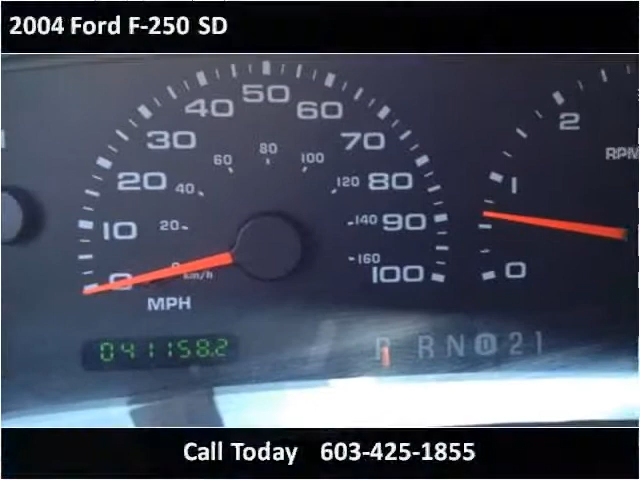 2004 Ford F-250 SD
0 10 20 30 40 50 60 70 80 90 100
20 40 60 80 100 120 140 160
km/h
MPH
0 1 2
RPM
041158.2
P R N D 2 1
Call Today 603-425-1855